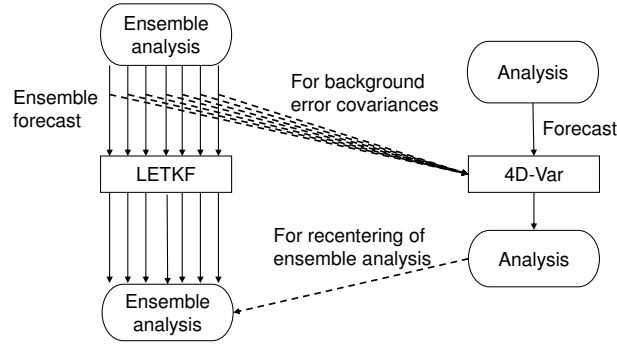 Ensemble
analysis
For background
error covariances
Analysis
Ensemble
forecast
Forecast
LETKF
4D-Var
For recentering of
ensemble analysis
Analysis
Ensemble
analysis